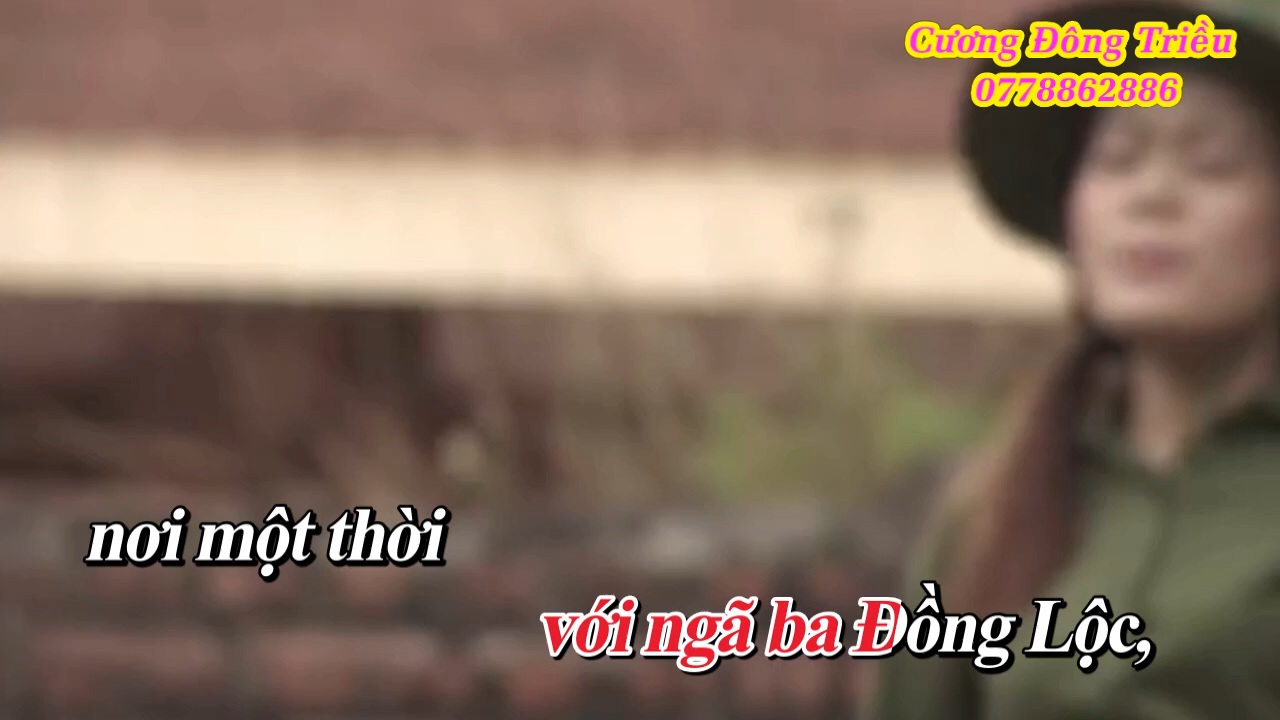 Cương Đông Triều
0778862886
nơi một thời
với ngã ba Đồng Lộc,